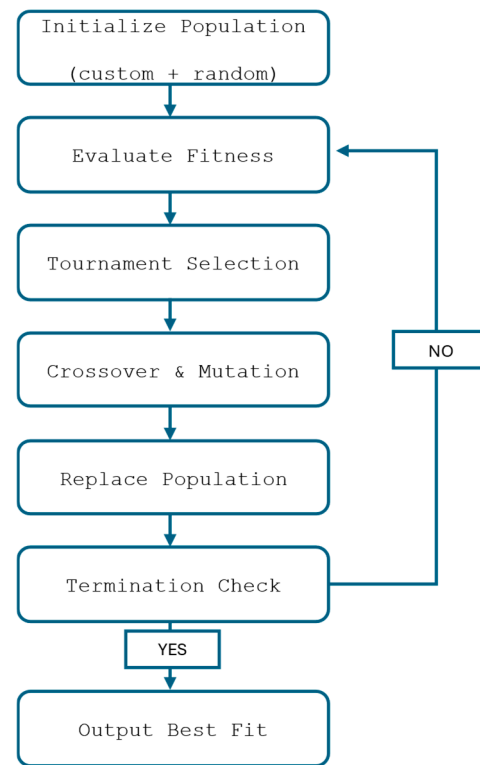 Initialize Population
(custom + random)
Evaluate Fitness
Tournament Selection
Crossover & Mutation
NO
Replace Population
Termination Check
YES
Output Best Fit